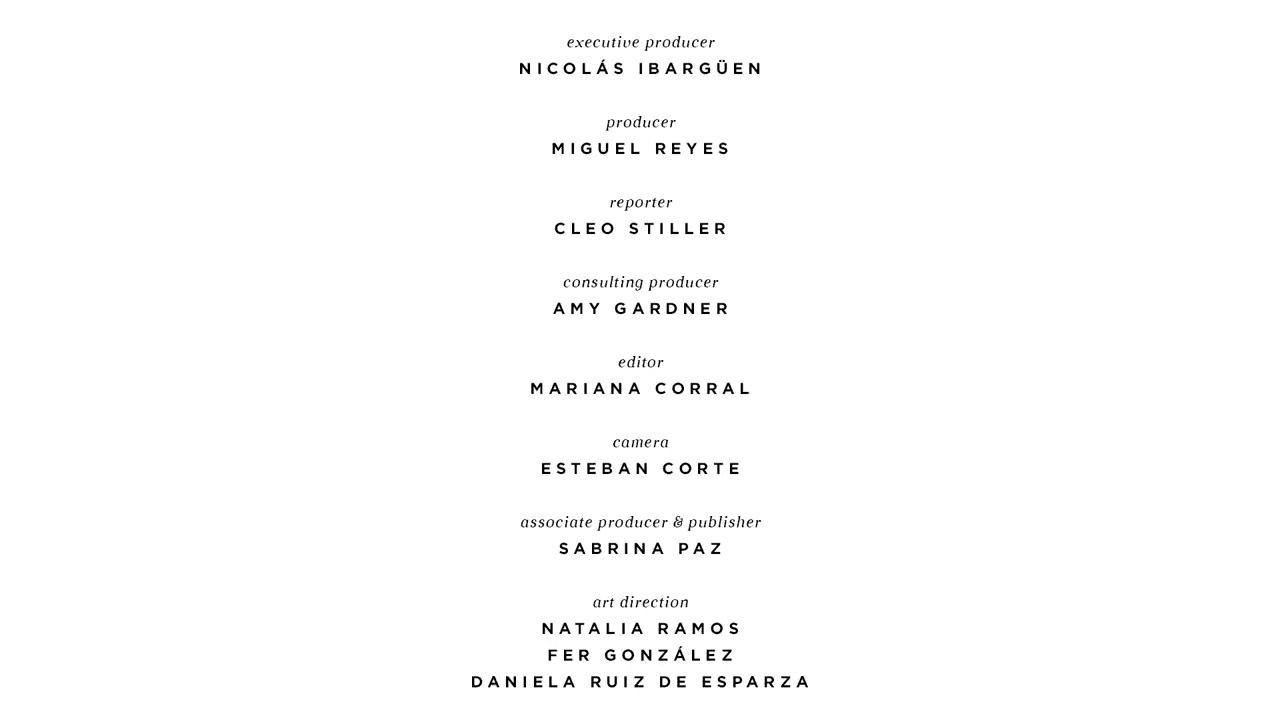 executive producer
NICOLÁS IBARGÜEN
producer
MIGUEL REYES
reporter
CLEO STILLER
consulting producer
AMY GARDNER
editor
MARIANA CORRAL
camera
ESTEBAN CORTE
associate producer & publisher
SABRINA PAZ
art direction
NATALIA RAMOS
FER GONZÁLEZ
DANIELA RUIZ DE ESPARZA